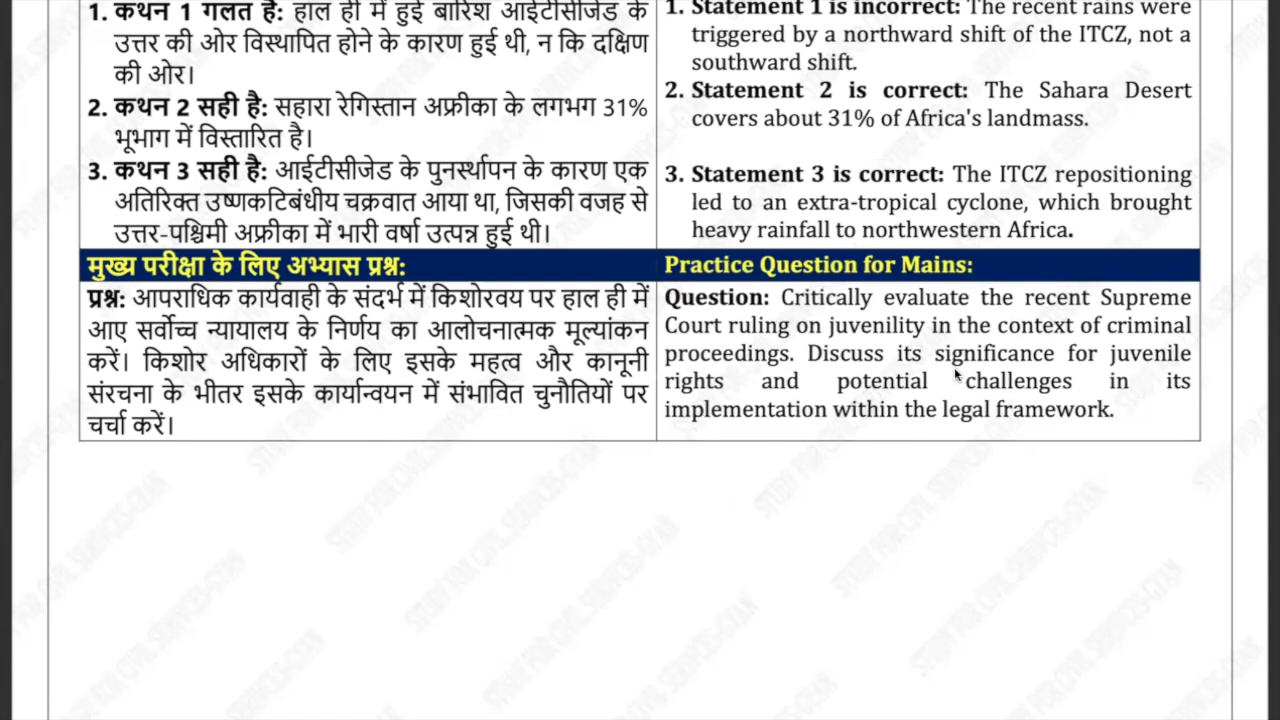 1. कथन 1 गलत है: हाल ही में हुई बारिश आईटीसीजेड के
उत्तर की ओर विस्थापित होने के कारण हुई थी, न कि दक्षिण
की ओर।
2. कथन 2 सही है: सहारा रेगिस्तान अफ्रीका के लगभग 31%
भूभाग में विस्तारित है।
3. कथन 3 सही है: आईटीसीजेड के पुनर्स्थापन के कारण एक
अतिरिक्त उष्णकटिबंधीय चक्रवात आया था, जिसकी वजह से
उत्तर-पश्चिमी अफ्रीका में भारी वर्षा उत्पन्न हुई थी।
1. Statement 1 is incorrect: The recent rains were
triggered by a northward shift of the ITCZ, not a
southward shift.
2. Statement 2 is correct: The Sahara Desert
covers about 31% of Africa's landmass.
3. Statement 3 is correct: The ITCZ repositioning
led to an extra-tropical cyclone, which brought
heavy rainfall to northwestern Africa.
मुख्य परीक्षा के लिए अभ्यास प्रश्न:
Practice Question for Mains:
प्रश्न: आपराधिक कार्यवाही के संदर्भ में किशोरवय पर हाल ही में
आए सर्वोच्च न्यायालय के निर्णय का आलोचनात्मक मूल्यांकन
करें। किशोर अधिकारों के लिए इसके महत्व और कानूनी
संरचना के भीतर इसके कार्यान्वयन में संभावित चुनौतियों पर
चर्चा करें।
Question: Critically evaluate the recent Supreme
Court ruling on juvenility in the context of criminal
proceedings. Discuss its significance for juvenile
rights and potential challenges in its
implementation within the legal framework.